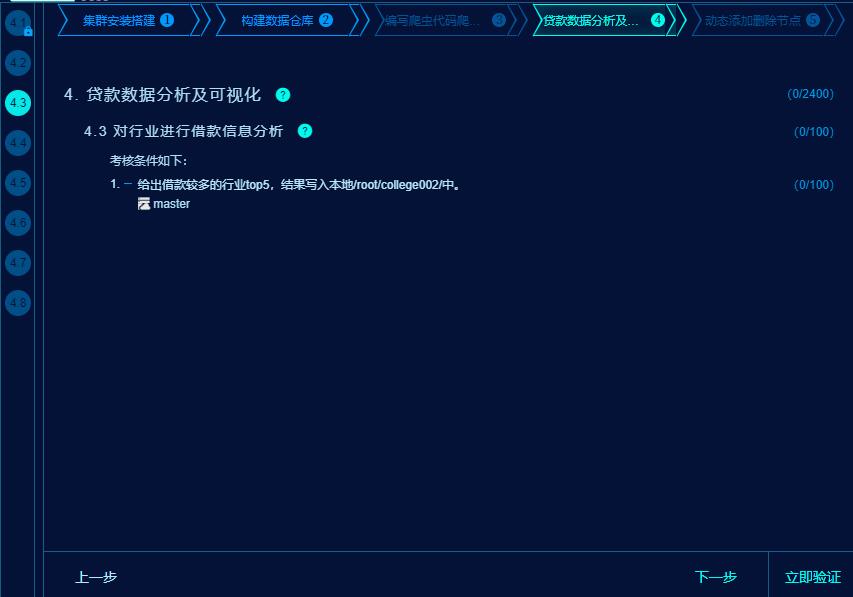 集群安装搭建 1
构建数据仓库 2
编写爬虫代码爬... 3
贷款数据分析及... 4
动态添加删除节点 5
4.1
4.2
4.3
4.4
4.5
4.6
4.7
4.8
4. 贷款数据分析及可视化 ? (0/2400)
4.3 对行业进行借款信息分析 ? (0/100)
考核条件如下：
1. – 给出借款较多的行业top5，结果写入本地/root/college002/中。 (0/100)
master
上一步
下一步
立即验证